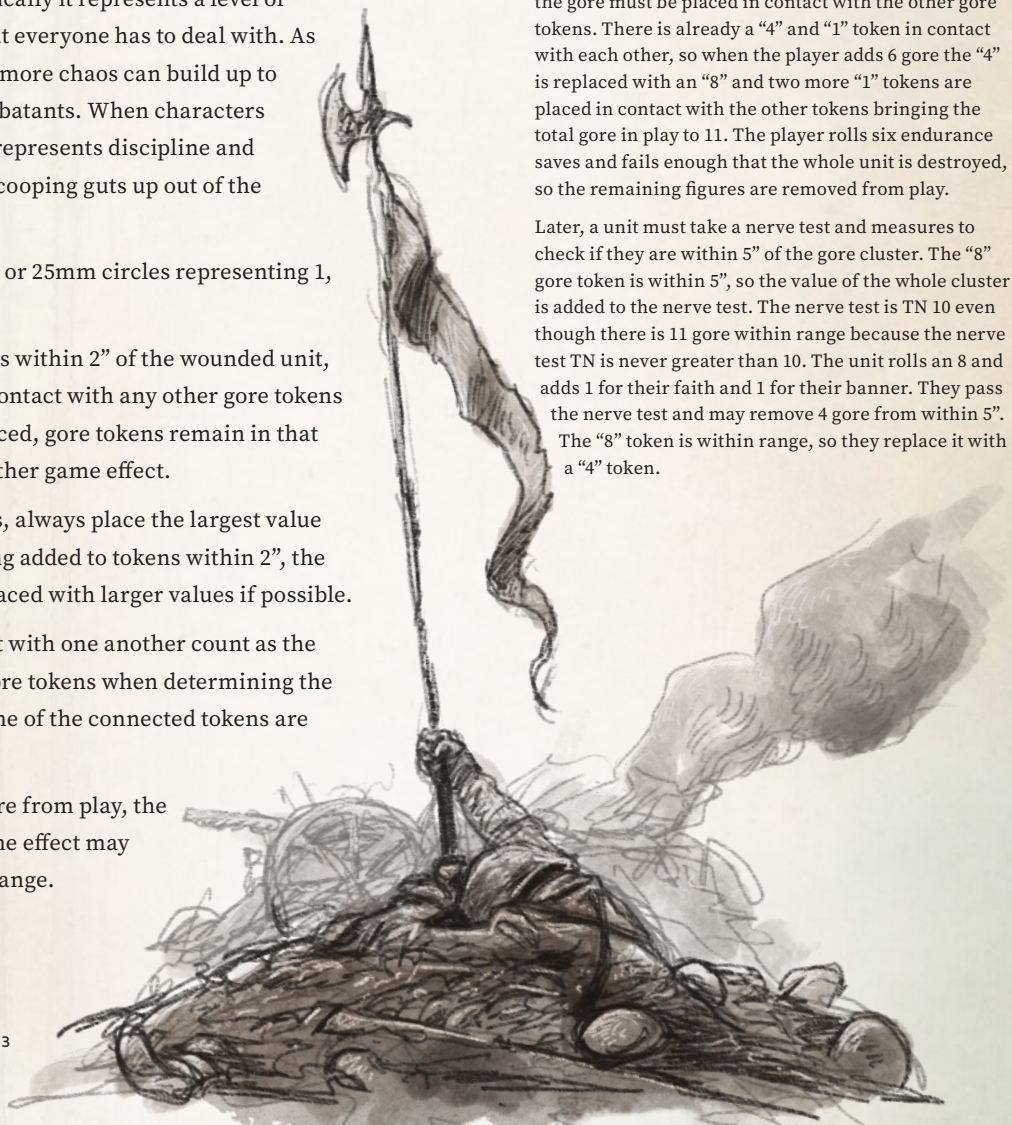 it represents a level of
everyone has to deal with. As
more chaos can build up to
When characters
represents discipline and
guts up out of the
or 25mm circles representing 1,
within 2” of the wounded unit,
with any other gore tokens
gore tokens remain in that
game effect.
always place the largest value
added to tokens within 2”, the
with larger values if possible.
with one another count as the
tokens when determining the
of the connected tokens are
from play, the
effect may
3
the gore must be placed in contact with the other gore
tokens. There is already a “4” and “1” token in contact
with each other, so when the player adds 6 gore the “4”
is replaced with an “8” and two more “1” tokens are
placed in contact with the other tokens bringing the
total gore in play to 11. The player rolls six endurance
saves and fails enough that the whole unit is destroyed,
so the remaining figures are removed from play.
Later, a unit must take a nerve test and measures to
check if they are within 5” of the gore cluster. The “8”
gore token is within 5”, so the value of the whole cluster
is added to the nerve test. The nerve test is TN 10 even
though there is 11 gore within range because the nerve
test TN is never greater than 10. The unit rolls an 8 and
adds 1 for their faith and 1 for their banner. They pass
the nerve test and may remove 4 gore from within 5”.
The “8” token is within range, so they replace it with
a “4” token.